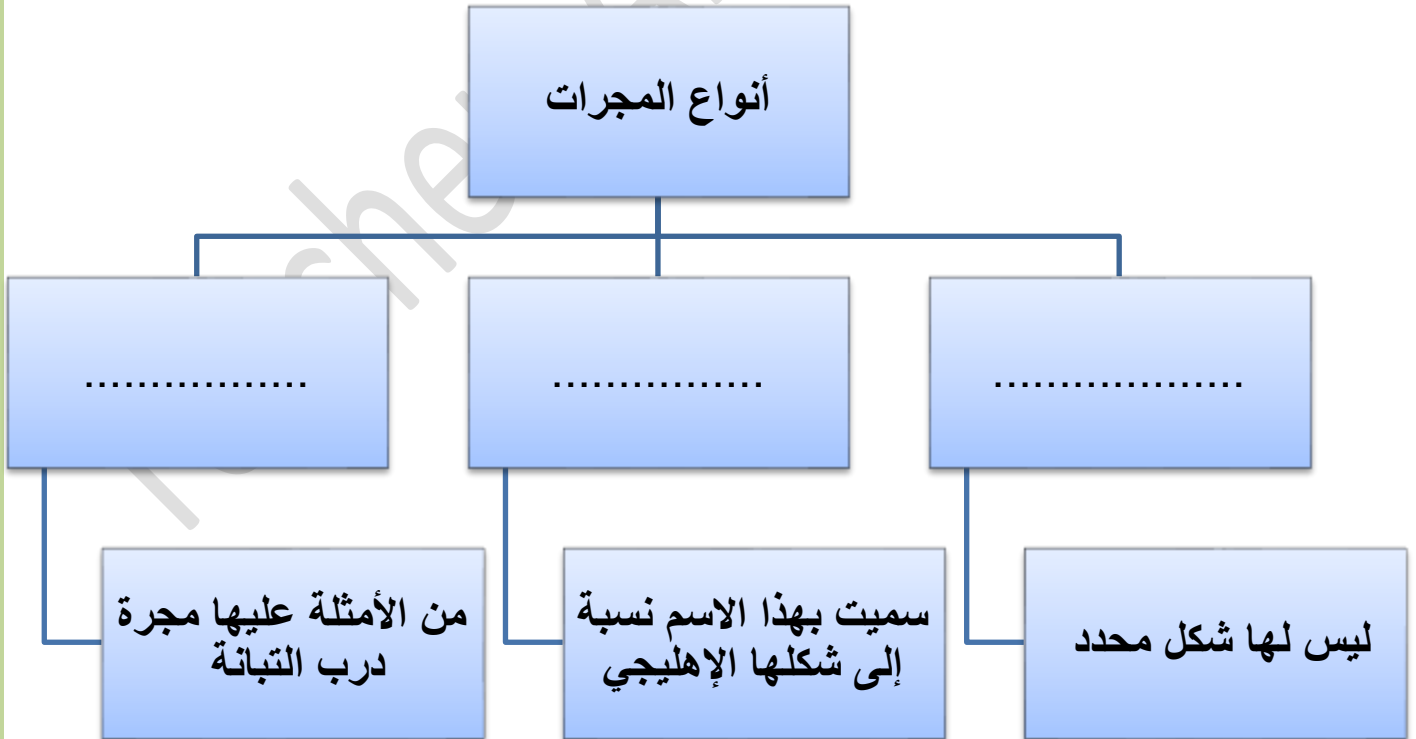 أنواع المجرات
...................
................
.................
ليس لها شكل محدد
سميت بهذا الاسم نسبة
إلى شكلها الإهليجي
من الأمثلة عليها مجرة
درب التبانة